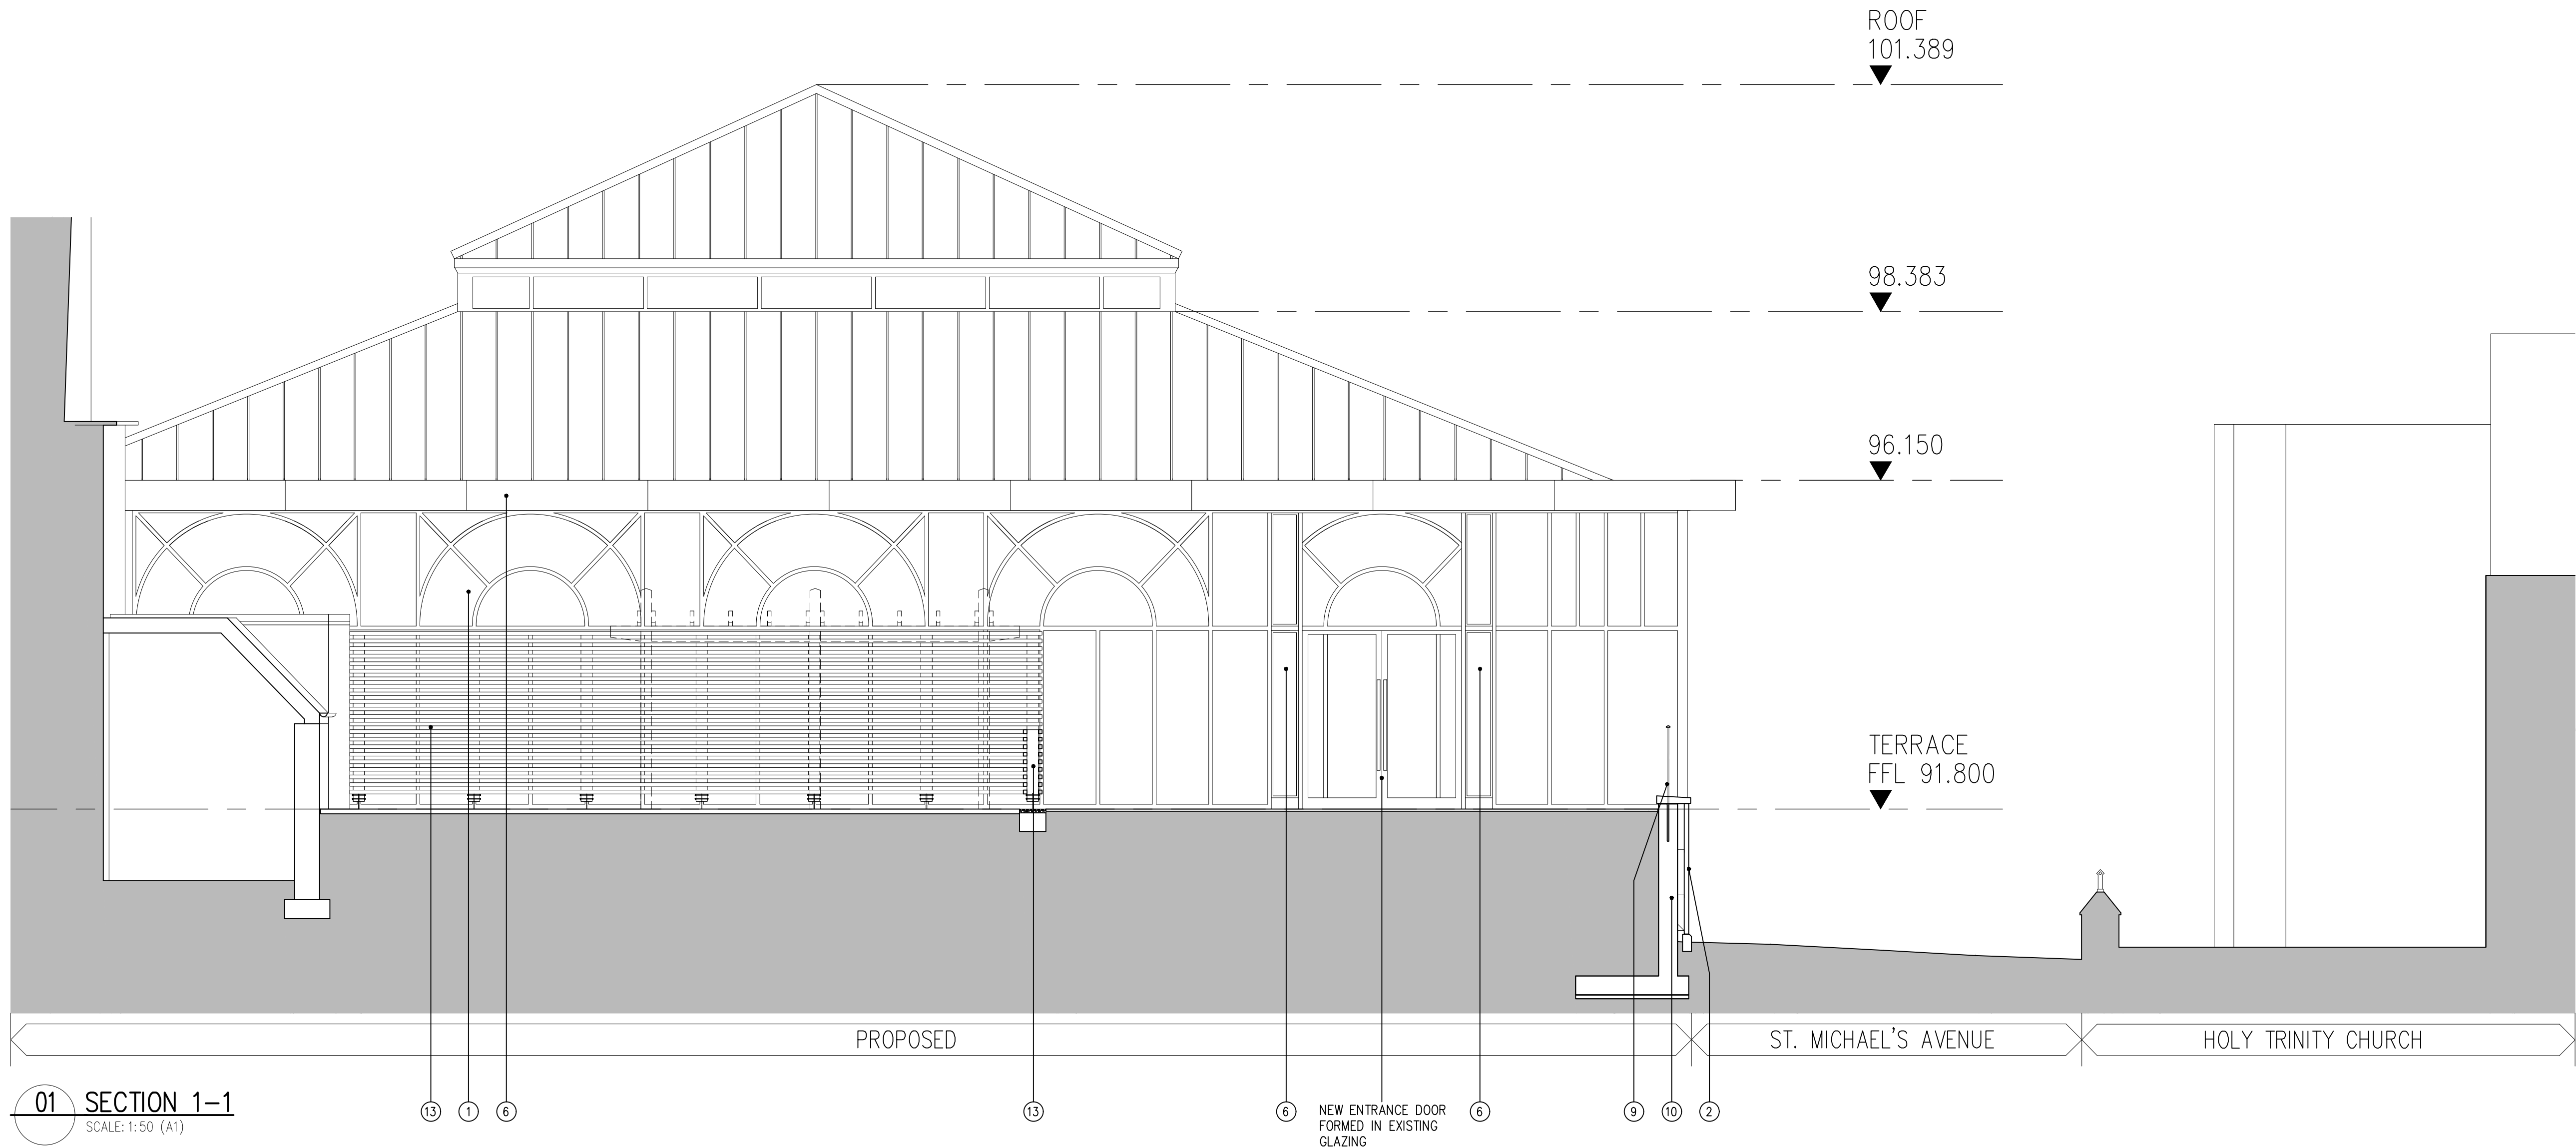 ROOF
101.389
98.383
96.150
TERRACE
FFL 91.800
PROPOSED
ST. MICHAEL'S AVENUE
HOLY TRINITY CHURCH
01
SECTION 1-1
SCALE: 1:50 (A1)
13
1
6
13
6
NEW ENTRANCE DOOR
FORMED IN EXISTING
GLAZING
6
9
10
2